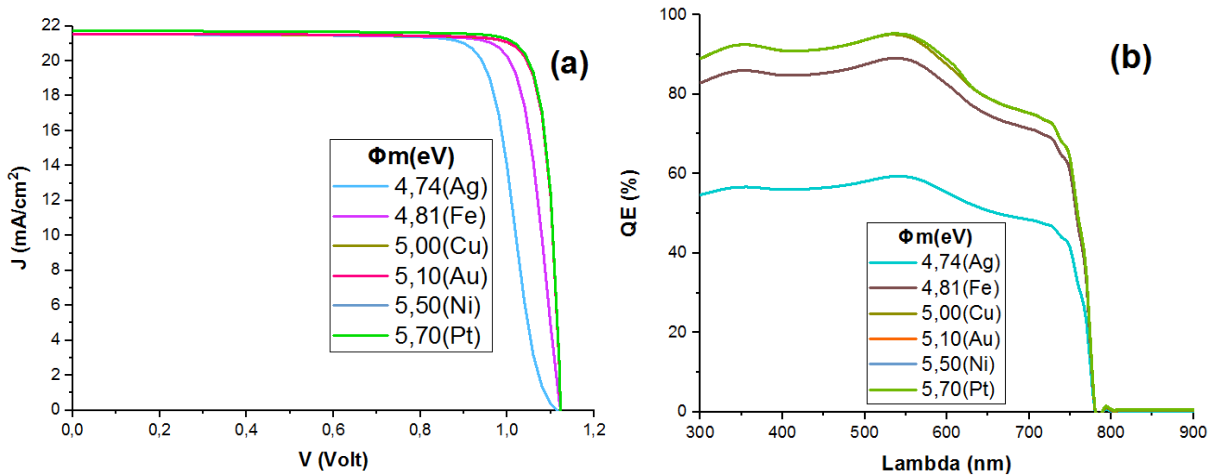 22
20
18
16
14
12
10
8
6
4
2
0
J (mA/cm²)
(a)
Φm(eV)
4,74(Ag)
4,81(Fe)
5,00(Cu)
5,10(Au)
5,50(Ni)
5,70(Pt)
0,0 0,2 0,4 0,6 0,8 1,0 1,2
V (Volt)
100
80
60
40
20
0
QE (%)
(b)
Φm(eV)
4,74(Ag)
4,81(Fe)
5,00(Cu)
5,10(Au)
5,50(Ni)
5,70(Pt)
300 400 500 600 700 800 900
Lambda (nm)